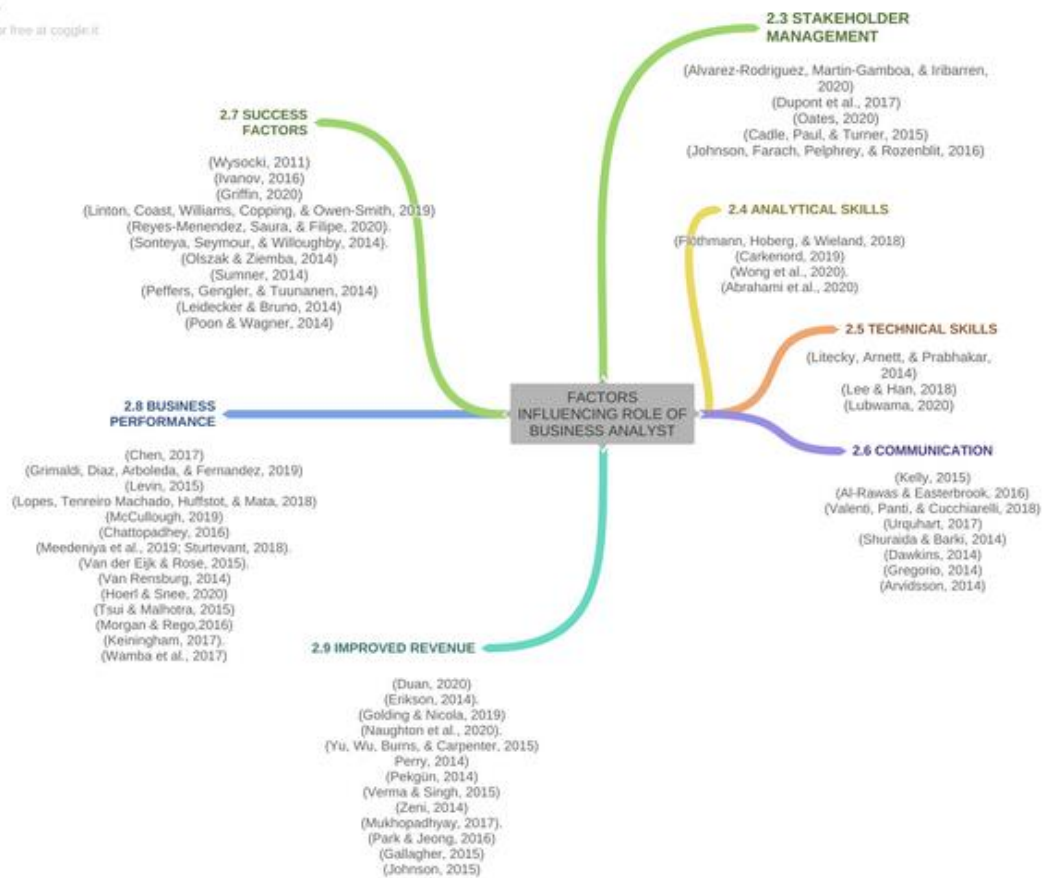 or free at coggle.it
2.3 STAKEHOLDER
MANAGEMENT
(Alvarez-Rodriguez, Martin-Gamboa, & Iribarren,
2020)
(Dupont et al., 2017)
(Oates, 2020)
(Cadle, Paul, & Turner, 2015)
(Johnson, Farach, Pelphrey, & Rozenblit, 2016)
2.7 SUCCESS
FACTORS
(Wysocki, 2011)
(Ivanov, 2016)
(Griffin, 2020)
(Linton, Coast, Williams, Copping, & Owen-Smith, 2019)
(Reyes-Menendez, Saura, & Filipe, 2020).
(Sonteya, Seymour, & Willoughby, 2014).
(Olszak & Ziemba, 2014)
(Sumner, 2014)
(Peffers, Gengler, & Tuunanen, 2014)
(Leidecker & Bruno, 2014)
(Poon & Wagner, 2014)
2.4 ANALYTICAL SKILLS
(Flöthmann, Hoberg, & Wieland, 2018)
(Carkenord, 2019)
(Wong et al., 2020).
(Abrahami et al., 2020)
2.5 TECHNICAL SKILLS
(Litecky, Arnett, & Prabhakar,
2014)
(Lee & Han, 2018)
(Lubwama, 2020)
FACTORS
INFLUENCING ROLE OF
BUSINESS ANALYST
2.8 BUSINESS
PERFORMANCE
(Chen, 2017)
(Grimaldi, Diaz, Arboleda, & Fernandez, 2019)
(Levin, 2015)
(Lopes, Tenreiro Machado, Huffstot, & Mata, 2018)
(McCullough, 2019)
(Chattopadhey, 2016)
(Meedeniya et al., 2019; Sturtevant, 2018).
(Van der Eijk & Rose, 2015).
(Van Rensburg, 2014)
(Hoerl & Snee, 2020)
(Tsui & Malhotra, 2015)
(Morgan & Rego,2016)
(Keiningham, 2017).
(Wamba et al., 2017)
2.6 COMMUNICATION
(Kelly, 2015)
(Al-Rawas & Easterbrook, 2016)
(Valenti, Panti, & Cucchiarelli, 2018)
(Urquhart, 2017)
(Shuraida & Barki, 2014)
(Dawkins, 2014)
(Gregorio, 2014)
(Arvidsson, 2014)
2.9 IMPROVED REVENUE
(Duan, 2020)
(Erikson, 2014).
(Golding & Nicola, 2019)
(Naughton et al., 2020).
(Yu, Wu, Burns, & Carpenter, 2015)
Perry, 2014)
(Pekgün, 2014)
(Verma & Singh, 2015)
(Zeni, 2014)
(Mukhopadhyay, 2017).
(Park & Jeong, 2016)
(Gallagher, 2015)
(Johnson, 2015)